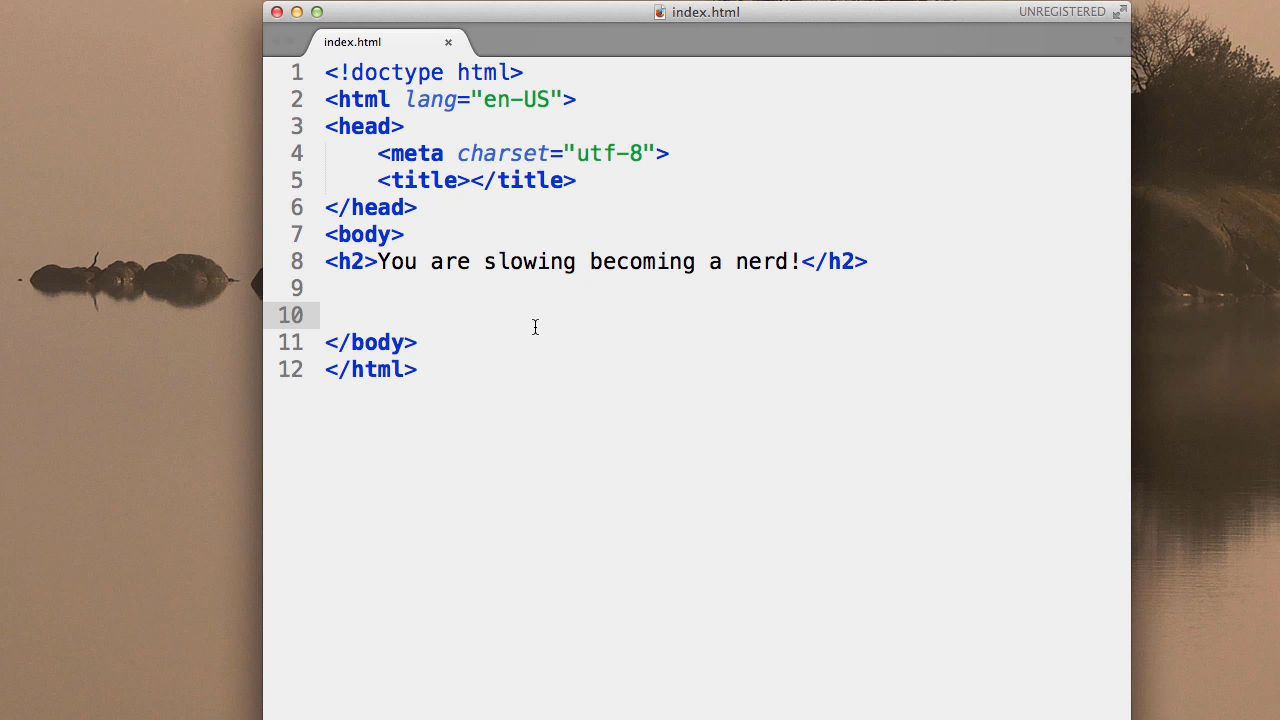 index.html UNREGISTERED
index.html ×
1 <!doctype html>
2 <html lang="en-US">
3 <head>
4     <meta charset="utf-8">
5     <title></title>
6 </head>
7 <body>
8 <h2>You are slowing becoming a nerd!</h2>
9
10
11 </body>
12 </html>